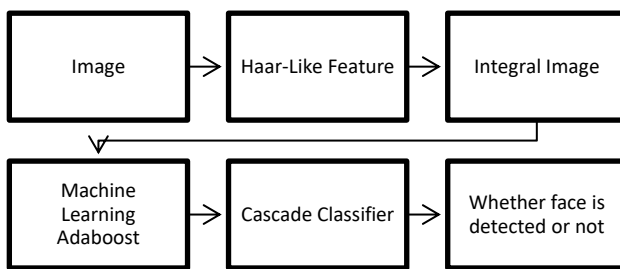 Image
Haar-Like Feature
Integral Image
Machine
Learning
Adaboost
Cascade Classifier
Whether face is
detected or not